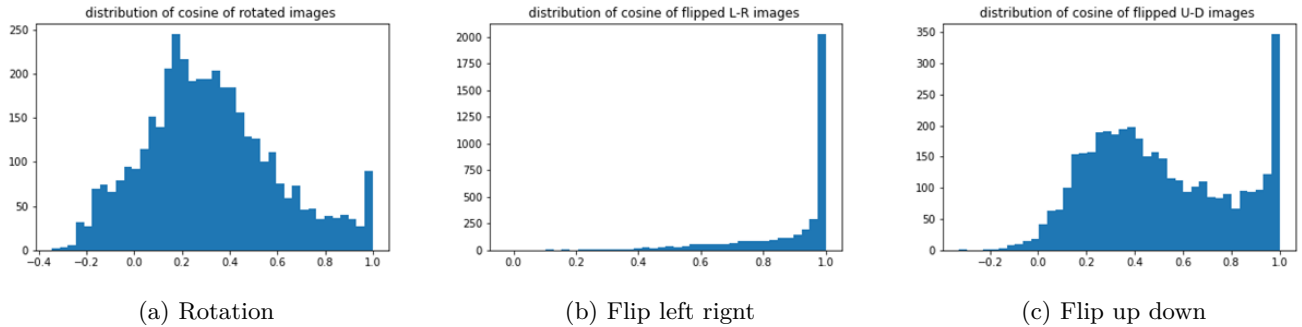 distribution of cosine of rotated images
250
200
150
100
50
0
−0.4 −0.2 0.0 0.2 0.4 0.6 0.8 1.0
(a) Rotation
distribution of cosine of flipped L-R images
2000
1750
1500
1250
1000
750
500
250
0
0.0 0.2 0.4 0.6 0.8 1.0
(b) Flip left rignt
distribution of cosine of flipped U-D images
350
300
250
200
150
100
50
0
−0.2 0.0 0.2 0.4 0.6 0.8 1.0
(c) Flip up down